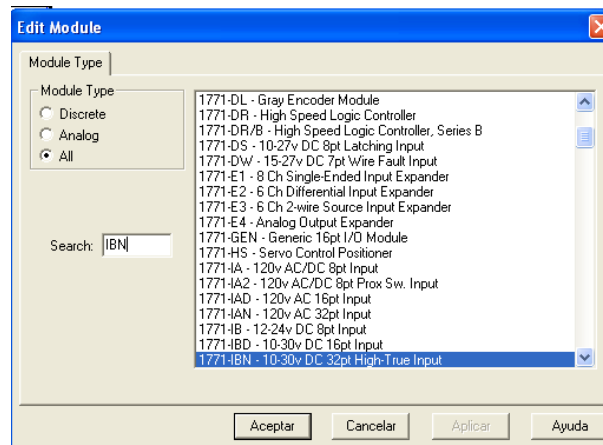 Edit Module
Module Type
Module Type
Discrete
Analog
All
Search: IBN
1771-DL - Gray Encoder Module
1771-DR - High Speed Logic Controller
1771-DR/B - High Speed Logic Controller, Series B
1771-DS - 10-27v DC 8pt Latching Input
1771-DW - 15-27v DC 7pt Wire Fault Input
1771-E1 - 8 Ch Single-Ended Input Expander
1771-E2 - 6 Ch Differential Input Expander
1771-E3 - 6 Ch 2-wire Source Input Expander
1771-E4 - Analog Output Expander
1771-GEN - Generic 16pt I/O Module
1771-HS - Servo Control Positioner
1771-IA - 120v AC/DC 8pt Input
1771-IA2 - 120v AC/DC 8pt Prox Sw. Input
1771-IAD - 120v AC 16pt Input
1771-IAN - 120v AC 32pt Input
1771-IB - 12-24v DC 8pt Input
1771-IBD - 10-30v DC 16pt Input
1771-IBN - 10-30v DC 32pt High-True Input
Aceptar Cancelar Aplicar Ayuda